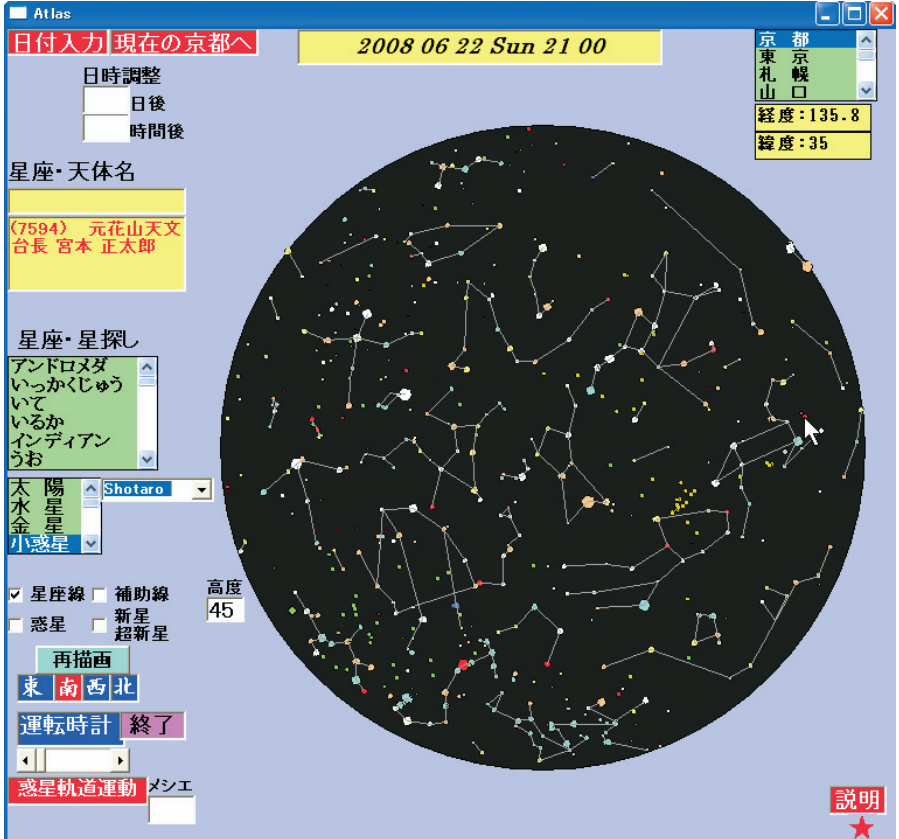 Atlas
日付入力 現在の京都へ
2008 06 22 Sun 21 00
京 都
東 京
札 幌
山 口
経度:135.8
緯度:35
日時調整
日後
時間後
星座・天体名
(7594) 元花山天文
台長 宮本 正太郎
星座・星探し
アンドロメダ
いっかくじゅう
いて
いるか
インディアン
うお
太 陽
水 星
金 星
小惑星
Shotaro
星座線 補助線
惑星 新星
超新星
高度
45
再描画
東 南 西 北
運転時計 終了
惑星軌道運動 メシエ
説明
★